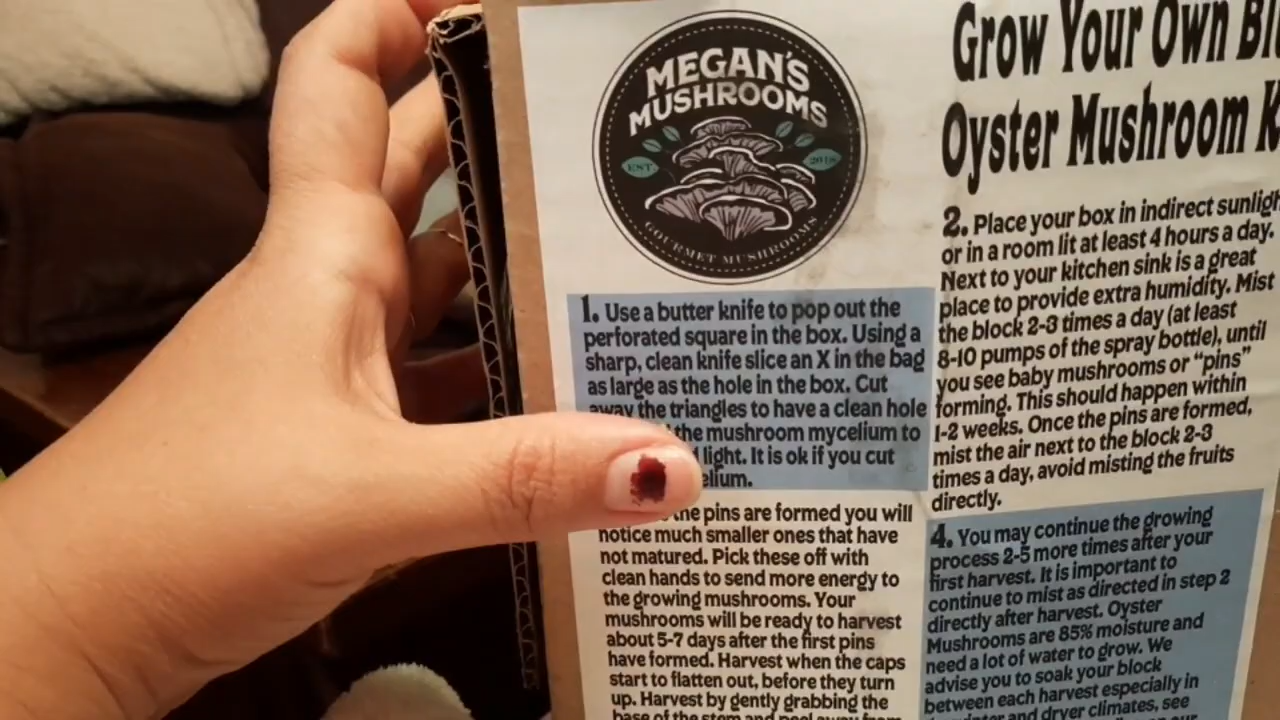 MEGAN'S
MUSHROOMS
EST. 2018
GOURMET MUSHROOMS
Grow Your Own
Oyster Mushroom
1. Use a butter knife to pop out the
perforated square in the box. Using a
sharp, clean knife slice an X in the bag
as large as the hole in the box. Cut
away the triangles to have a clean hole
the mushroom mycelium to
light. It is ok if you cut
2. Place your box in indirect
or in a room lit at least 4 hours a day.
Next to your kitchen sink is a great
place to provide extra humidity. Mist
the block 2-3 times a day (at least
8-10 pumps of the spray bottle), until
you see baby mushrooms or "pins"
forming. This should happen within
1-2 weeks. Once the pins are formed,
mist the air next to the block 2-3
times a day, avoid misting the fruits
directly.
the pins are formed you will
notice much smaller ones that have
not matured. Pick these off with
clean hands to send more energy to
the growing mushrooms. Your
mushrooms will be ready to harvest
about 5-7 days after the first pins
have formed. Harvest when the caps
start to flatten out, before they turn
up. Harvest by gently grabbing the
base of the stem and peel away from
4. You may continue the growing
process 2-5 more times after your
first harvest. It is important to
continue to mist as directed in step 2
directly after harvest. Oyster
Mushrooms are 85% moisture and
need a lot of water to grow. We
advise you to soak your block
between each harvest especially in
and dryer climates, see